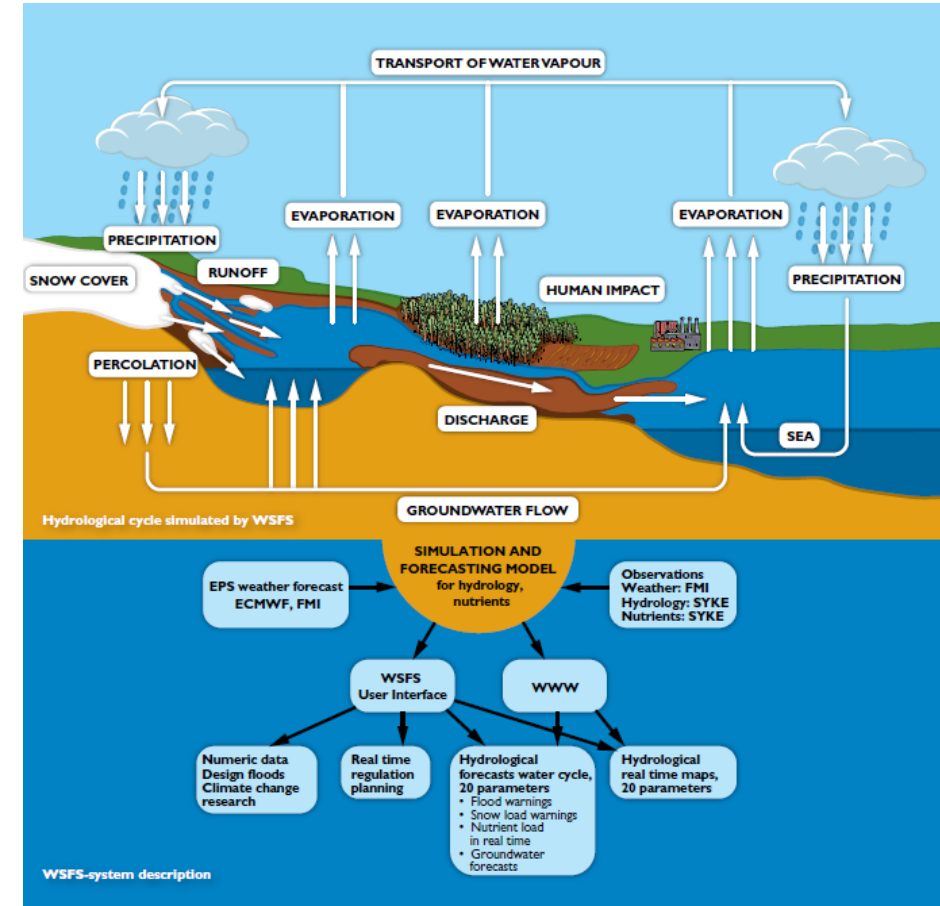 TRANSPORT OF WATER VAPOUR
EVAPORATION
EVAPORATION
EVAPORATION
PRECIPITATION
RUNOFF
SNOW COVER
HUMAN IMPACT
PRECIPITATION
PERCOLATION
DISCHARGE
SEA
GROUNDWATER FLOW
Hydrological cycle simulated by WSFS
SIMULATION AND
FORECASTING MODEL
for hydrology,
nutrients
EPS weather forecast
ECMWF, FMI
Observations
Weather: FMI
Hydrology: SYKE
Nutrients: SYKE
WSFS
User Interface
WWW
Numeric data
Design floods
Climate change
research
Real time
regulation
planning
Hydrological
forecasts water cycle,
20 parameters
• Flood warnings
• Snow load warnings
• Nutrient load
in real time
• Groundwater
forecasts
Hydrological
real time maps,
20 parameters
WSFS-system description